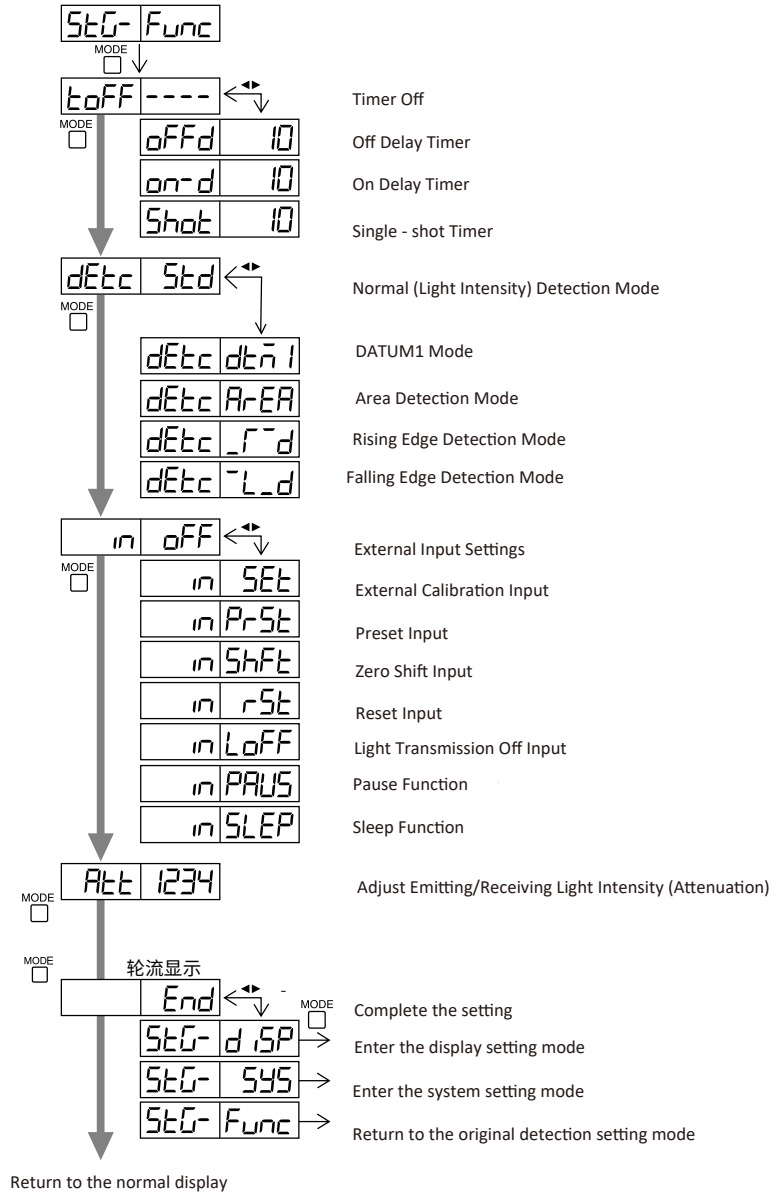 StG- Func
MODE
toFF ----
Timer Off
MODE
oFFd 10
Off Delay Timer
on-d 10
On Delay Timer
Shot 10
Single - shot Timer
dEtc Std
Normal (Light Intensity) Detection Mode
MODE
dEtc dtm1
DATUM1 Mode
dEtc ArEA
Area Detection Mode
dEtc _Г‾d
Rising Edge Detection Mode
dEtc ‾L_d
Falling Edge Detection Mode
in oFF
External Input Settings
MODE
in SEt
External Calibration Input
in PrSt
Preset Input
in ShFt
Zero Shift Input
in rSt
Reset Input
in LoFF
Light Transmission Off Input
in PAUS
Pause Function
in SLEP
Sleep Function
Att 1234
Adjust Emitting/Receiving Light Intensity (Attenuation)
MODE
MODE
轮流显示
End
MODE
Complete the setting
StG- diSP
Enter the display setting mode
StG- SYS
Enter the system setting mode
StG- Func
Return to the original detection setting mode
Return to the normal display